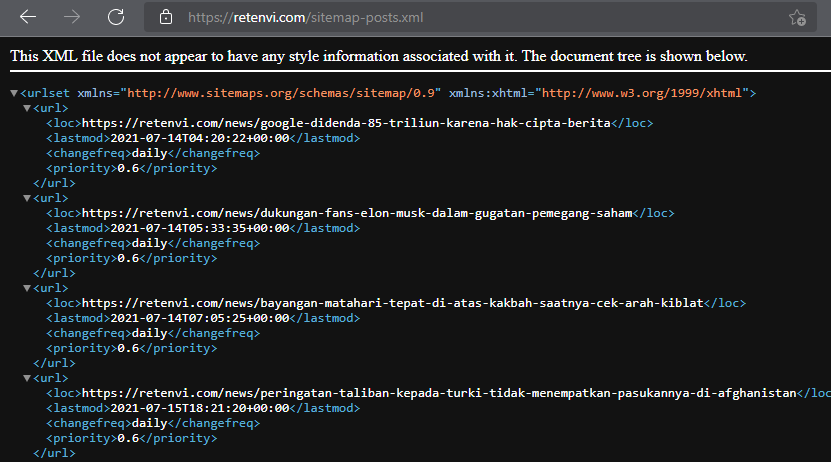 https://retenvi.com/sitemap-posts.xml
This XML file does not appear to have any style information associated with it. The document tree is shown below.
▼<urlset xmlns="http://www.sitemaps.org/schemas/sitemap/0.9" xmlns:xhtml="http://www.w3.org/1999/xhtml">
▼<url>
<loc>https://retenvi.com/news/google-didenda-85-triliun-karena-hak-cipta-berita</loc>
<lastmod>2021-07-14T04:20:22+00:00</lastmod>
<changefreq>daily</changefreq>
<priority>0.6</priority>
</url>
▼<url>
<loc>https://retenvi.com/news/dukungan-fans-elon-musk-dalam-gugatan-pemegang-saham</loc>
<lastmod>2021-07-14T05:33:35+00:00</lastmod>
<changefreq>daily</changefreq>
<priority>0.6</priority>
</url>
▼<url>
<loc>https://retenvi.com/news/bayangan-matahari-tepat-di-atas-kakbah-saatnya-cek-arah-kiblat</loc>
<lastmod>2021-07-14T07:05:25+00:00</lastmod>
<changefreq>daily</changefreq>
<priority>0.6</priority>
</url>
▼<url>
<loc>https://retenvi.com/news/peringatan-taliban-kepada-turki-tidak-menempatkan-pasukannya-di-afghanistan</loc
<lastmod>2021-07-15T18:21:20+00:00</lastmod>
<changefreq>daily</changefreq>
<priority>0.6</priority>
</url>